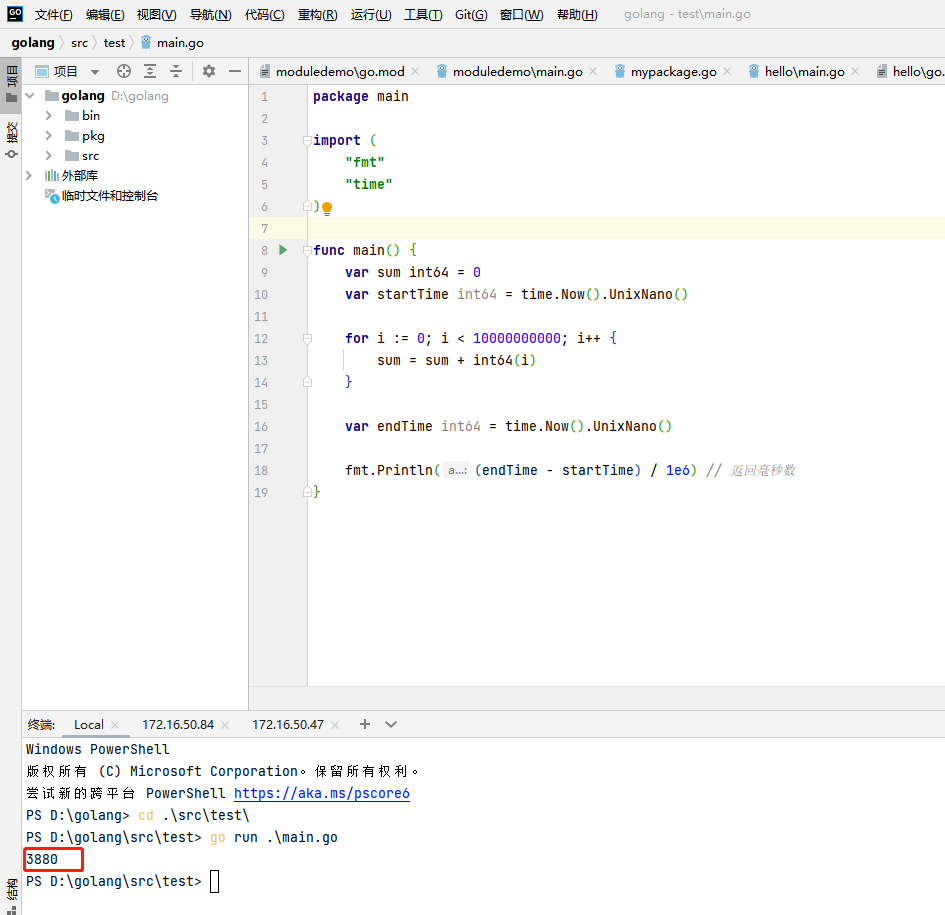 GO 文件(F) 编辑(E) 视图(V) 导航(N) 代码(C) 重构(R) 运行(U) 工具(T) Git(G) 窗口(W) 帮助(H) golang - test\main.go
golang src test main.go
项目 moduledemo\go.mod moduledemo\main.go mypackage.go hello\main.go hello\go.
项目
提交
结构
golang D:\golang
bin
pkg
src
外部库
临时文件和控制台
1 package main
2
3 import (
4 "fmt"
5 "time"
6 )
7
8 func main() {
9 var sum int64 = 0
10 var startTime int64 = time.Now().UnixNano()
11
12 for i := 0; i < 10000000000; i++ {
13 sum = sum + int64(i)
14 }
15
16 var endTime int64 = time.Now().UnixNano()
17
18 fmt.Println( a...: (endTime - startTime) / 1e6) // 返回毫秒数
19 }
终端: Local 172.16.50.84 172.16.50.47
Windows PowerShell
版权所有 (C) Microsoft Corporation。保留所有权利。
尝试新的跨平台 PowerShell https://aka.ms/pscore6
PS D:\golang> cd .\src\test\
PS D:\golang\src\test> go run .\main.go
3880
PS D:\golang\src\test>